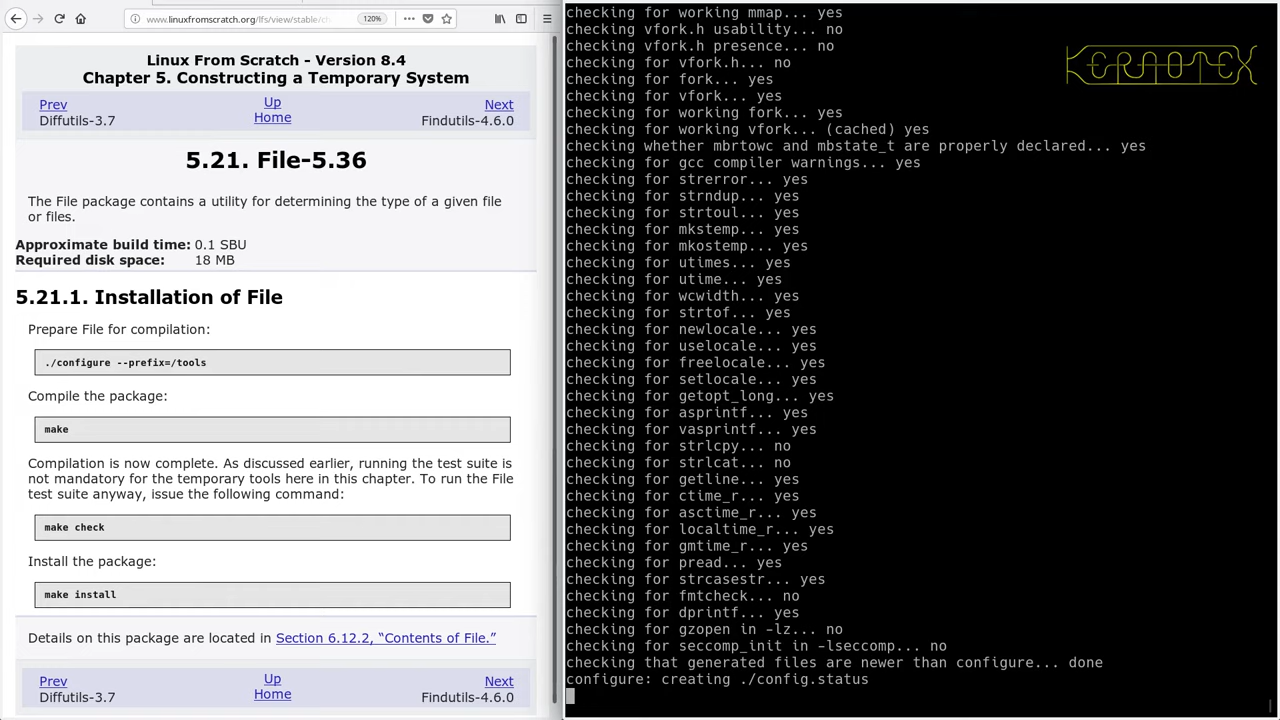 www.linuxfromscratch.org/lfs/view/stable/ch
120%
Linux From Scratch - Version 8.4
Chapter 5. Constructing a Temporary System
Prev
Up
Next
Diffutils-3.7
Home
Findutils-4.6.0
5.21. File-5.36
The File package contains a utility for determining the type of a given file
or files.
Approximate build time: 0.1 SBU
Required disk space: 18 MB
5.21.1. Installation of File
Prepare File for compilation:
./configure --prefix=/tools
Compile the package:
make
Compilation is now complete. As discussed earlier, running the test suite is
not mandatory for the temporary tools here in this chapter. To run the File
test suite anyway, issue the following command:
make check
Install the package:
make install
Details on this package are located in Section 6.12.2, “Contents of File.”
Prev
Up
Next
Diffutils-3.7
Home
Findutils-4.6.0
checking for working mmap... yes
checking vfork.h usability... no
checking vfork.h presence... no
checking for vfork.h... no
checking for fork... yes
checking for vfork... yes
checking for working fork... yes
checking for working vfork... (cached) yes
checking whether mbrtowc and mbstate_t are properly declared... yes
checking for gcc compiler warnings... yes
checking for strerror... yes
checking for strndup... yes
checking for strtoul... yes
checking for mkstemp... yes
checking for mkostemp... yes
checking for utimes... yes
checking for utime... yes
checking for wcwidth... yes
checking for strtof... yes
checking for newlocale... yes
checking for uselocale... yes
checking for freelocale... yes
checking for setlocale... yes
checking for getopt_long... yes
checking for asprintf... yes
checking for vasprintf... yes
checking for strlcpy... no
checking for strlcat... no
checking for getline... yes
checking for ctime_r... yes
checking for asctime_r... yes
checking for localtime_r... yes
checking for gmtime_r... yes
checking for pread... yes
checking for strcasestr... yes
checking for fmtcheck... no
checking for dprintf... yes
checking for gzopen in -lz... no
checking for seccomp_init in -lseccomp... no
checking that generated files are newer than configure... done
configure: creating ./config.status
KERNOTEX